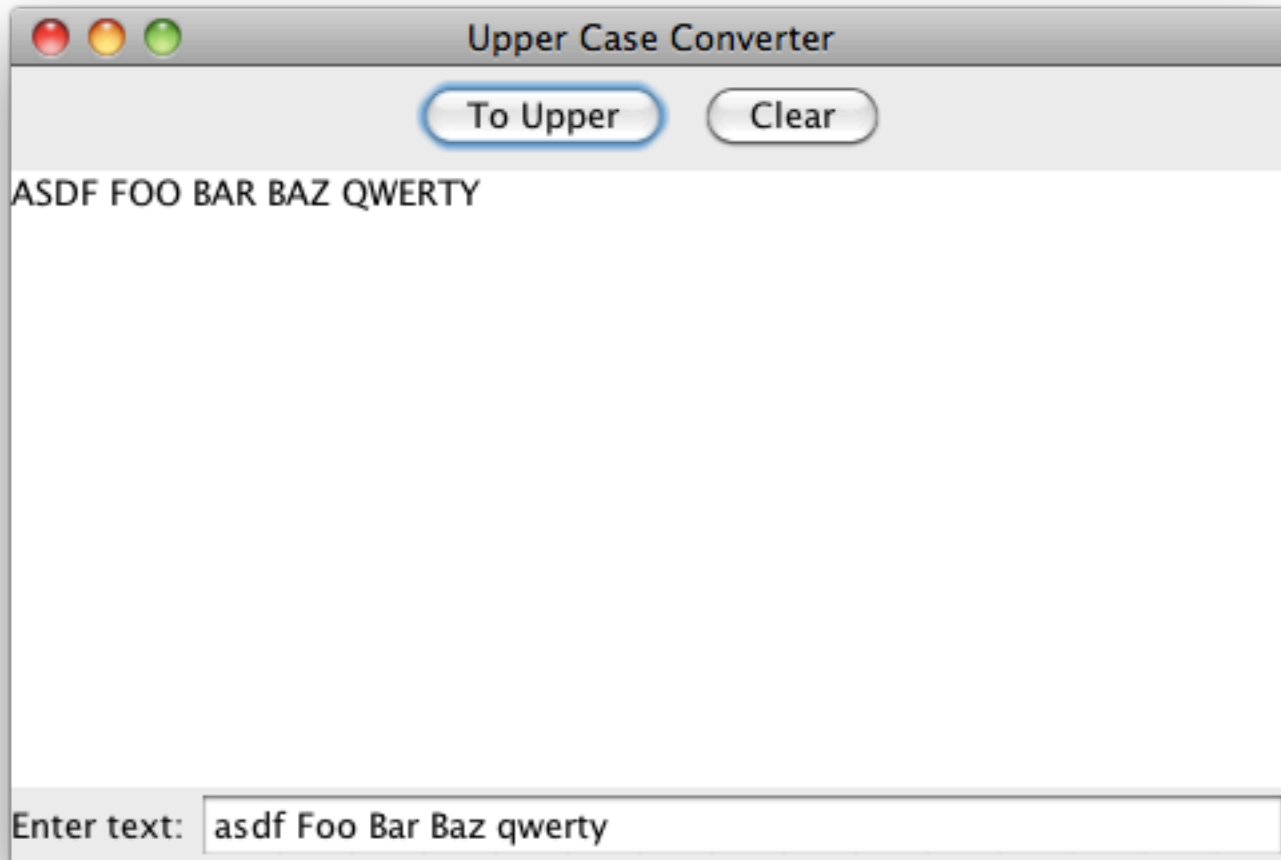 Upper Case Converter
To Upper Clear
ASDF FOO BAR BAZ QWERTY
Enter text: asdf Foo Bar Baz qwerty